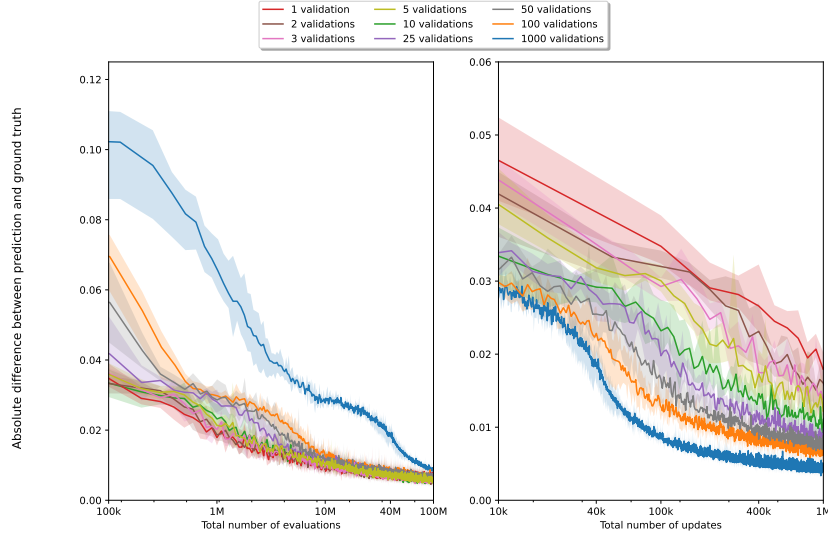 1 validation 5 validations 50 validations
2 validations 10 validations 100 validations
3 validations 25 validations 1000 validations
Absolute difference between prediction and ground truth
0.12
0.10
0.08
0.06
0.04
0.02
0.00
100k 1M 10M 40M 100M
Total number of evaluations
0.06
0.05
0.04
0.03
0.02
0.01
0.00
10k 40k 100k 400k 1M
Total number of updates